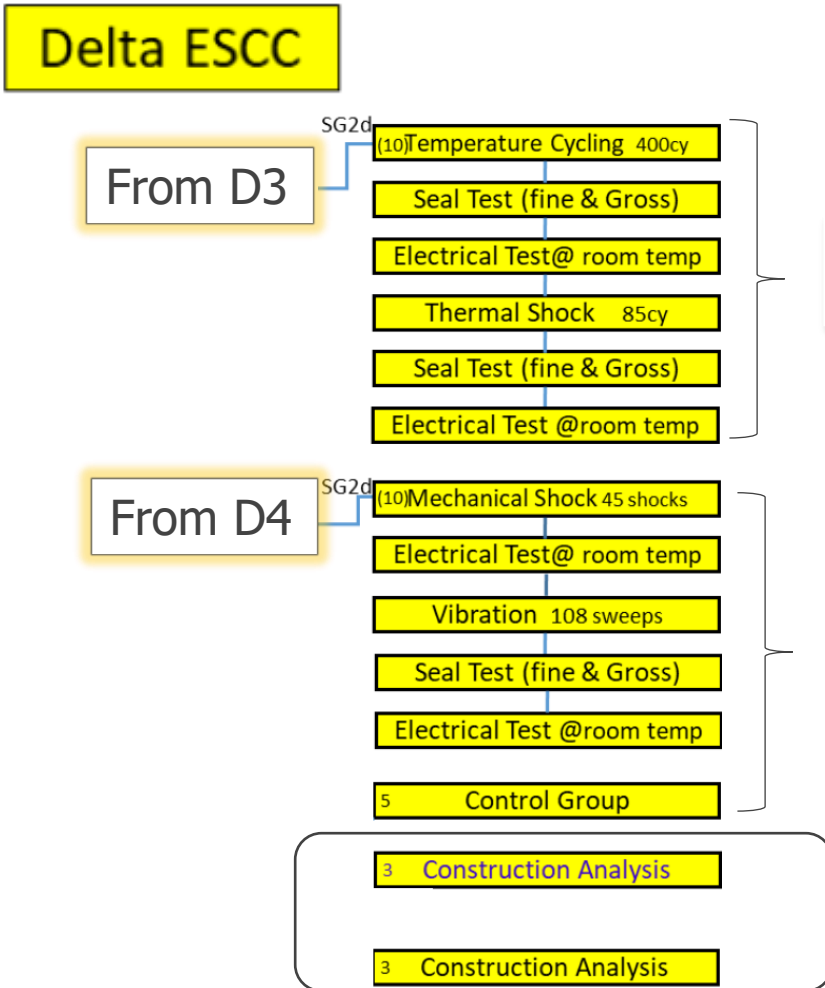 Delta ESCC
SG2d
(10)Temperature Cycling 400cy
From D3
Seal Test (fine & Gross)
Electrical Test@ room temp
Thermal Shock 85cy
Seal Test (fine & Gross)
Electrical Test @room temp
SG2d
(10)Mechanical Shock 45 shocks
From D4
Electrical Test@ room temp
Vibration 108 sweeps
Seal Test (fine & Gross)
Electrical Test @room temp
5 Control Group
3 Construction Analysis
3 Construction Analysis